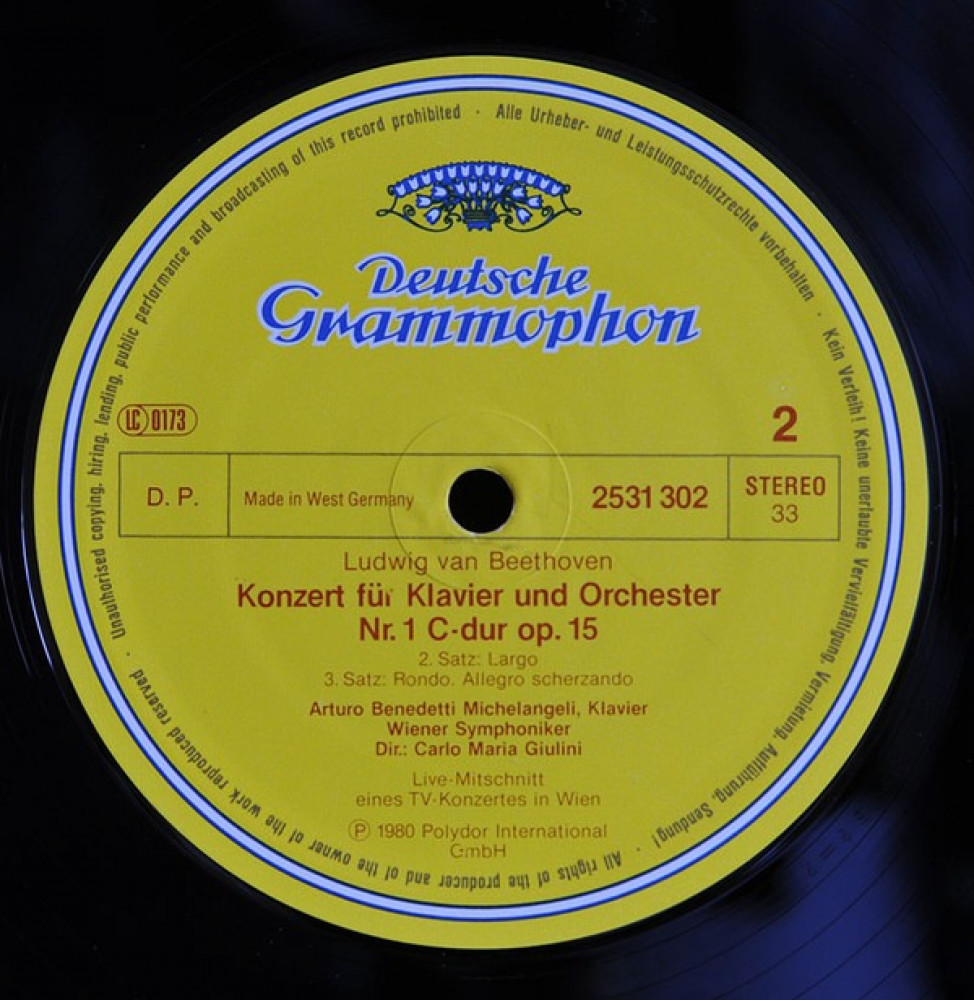 Unauthorised copying, hiring, lending, public performance and broadcasting of this record prohibited · Alle Urheber- und Leistungsschutzrechte vorbehalten · Kein Verleih! Keine unerlaubte Vervielfältigung, Vermietung, Aufführung, Sendung! · All rights of the producer and of the owner of the work reproduced reserved ·
Deutsche
Grammophon
LC 0173
2
D. P.
Made in West Germany
2531 302
STEREO
33
Ludwig van Beethoven
Konzert für Klavier und Orchester
Nr. 1 C-dur op. 15
2. Satz: Largo
3. Satz: Rondo. Allegro scherzando
Arturo Benedetti Michelangeli, Klavier
Wiener Symphoniker
Dir.: Carlo Maria Giulini
Live-Mitschnitt
eines TV-Konzertes in Wien
℗ 1980 Polydor International
GmbH